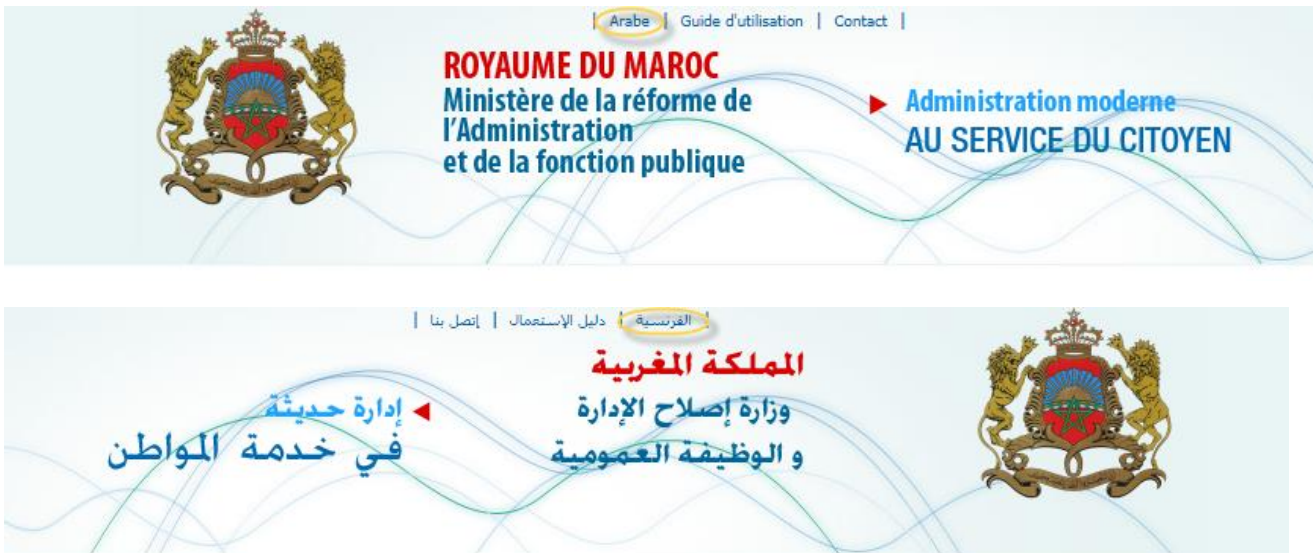 | Arabe | Guide d'utilisation | Contact |
ROYAUME DU MAROC
Ministère de la réforme de
l'Administration
et de la fonction publique
Administration moderne
AU SERVICE DU CITOYEN
| الفرنسية | دليل الإستعمال | إتصل بنا |
المملكة المغربية
وزارة إصلاح الإدارة
و الوظيفة العمومية
إدارة حديثة
في خدمة المواطن